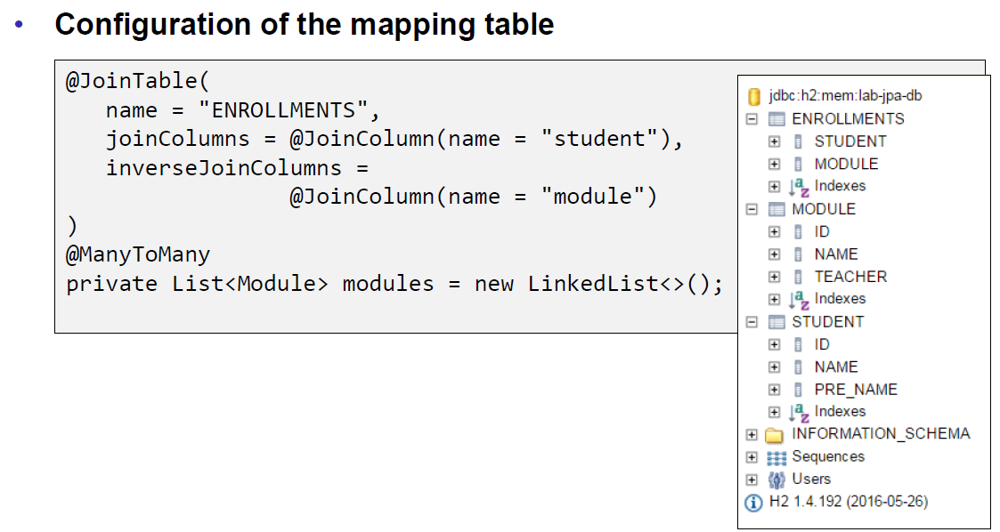 • Configuration of the mapping table
@JoinTable(
name = "ENROLLMENTS",
joinColumns = @JoinColumn(name = "student"),
inverseJoinColumns =
@JoinColumn(name = "module")
)
@ManyToMany
private List<Module> modules = new LinkedList<>();
jdbc:h2:mem:lab-jpa-db
ENROLLMENTS
STUDENT
MODULE
Indexes
MODULE
ID
NAME
TEACHER
Indexes
STUDENT
ID
NAME
PRE_NAME
Indexes
INFORMATION_SCHEMA
Sequences
Users
H2 1.4.192 (2016-05-26)